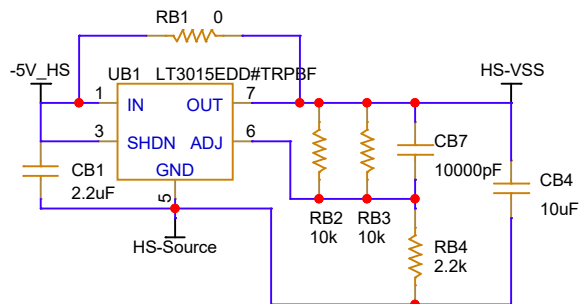 RB1 0
-5V_HS
UB1 LT3015EDD#TRPBF
HS-VSS
1 IN OUT 7
3 SHDN ADJ 6
GND
5
CB1
2.2uF
HS-Source
RB2
10k
RB3
10k
CB7
10000pF
RB4
2.2k
CB4
10uF